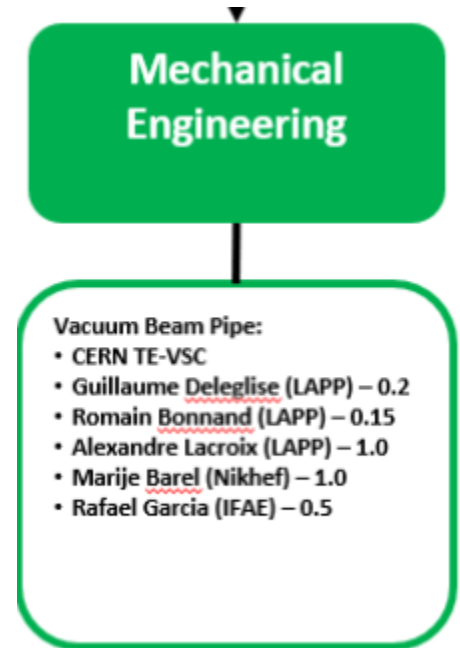 Mechanical
Engineering
Vacuum Beam Pipe:
• CERN TE-VSC
• Guillaume Deleglise (LAPP) – 0.2
• Romain Bonnand (LAPP) – 0.15
• Alexandre Lacroix (LAPP) – 1.0
• Marije Barel (Nikhef) – 1.0
• Rafael Garcia (IFAE) – 0.5